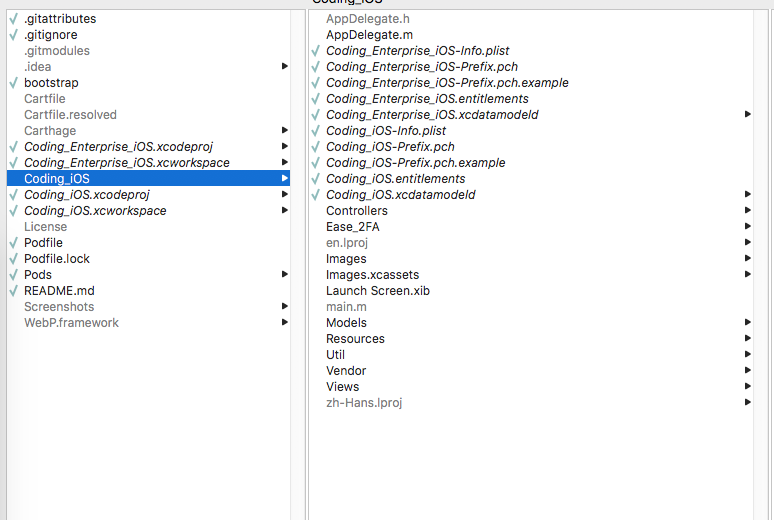 Coding_iOS
.gitattributes
.gitignore
.gitmodules
.idea
bootstrap
Cartfile
Cartfile.resolved
Carthage
Coding_Enterprise_iOS.xcodeproj
Coding_Enterprise_iOS.xcworkspace
Coding_iOS
Coding_iOS.xcodeproj
Coding_iOS.xcworkspace
License
Podfile
Podfile.lock
Pods
README.md
Screenshots
WebP.framework
AppDelegate.h
AppDelegate.m
Coding_Enterprise_iOS-Info.plist
Coding_Enterprise_iOS-Prefix.pch
Coding_Enterprise_iOS-Prefix.pch.example
Coding_Enterprise_iOS.entitlements
Coding_Enterprise_iOS.xcdatamodeld
Coding_iOS-Info.plist
Coding_iOS-Prefix.pch
Coding_iOS-Prefix.pch.example
Coding_iOS.entitlements
Coding_iOS.xcdatamodeld
Controllers
Ease_2FA
en.lproj
Images
Images.xcassets
Launch Screen.xib
main.m
Models
Resources
Util
Vendor
Views
zh-Hans.lproj